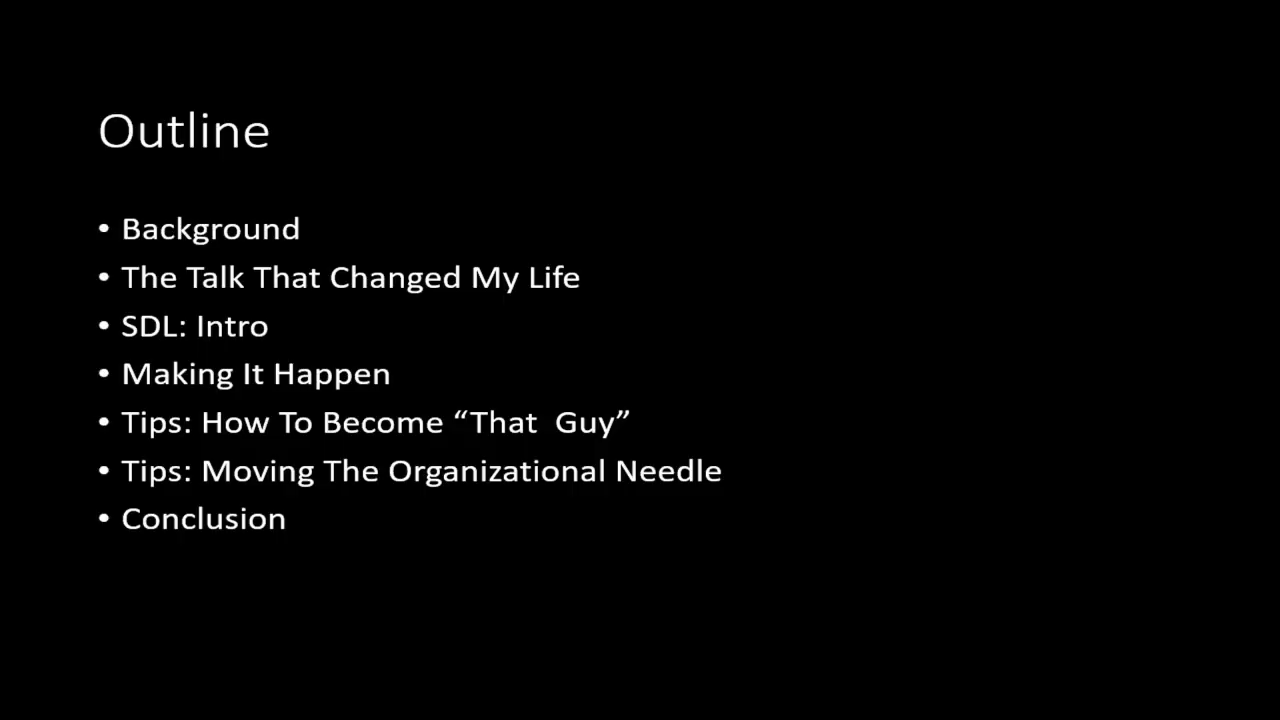 Outline
• Background
• The Talk That Changed My Life
• SDL: Intro
• Making It Happen
• Tips: How To Become “That  Guy”
• Tips: Moving The Organizational Needle
• Conclusion